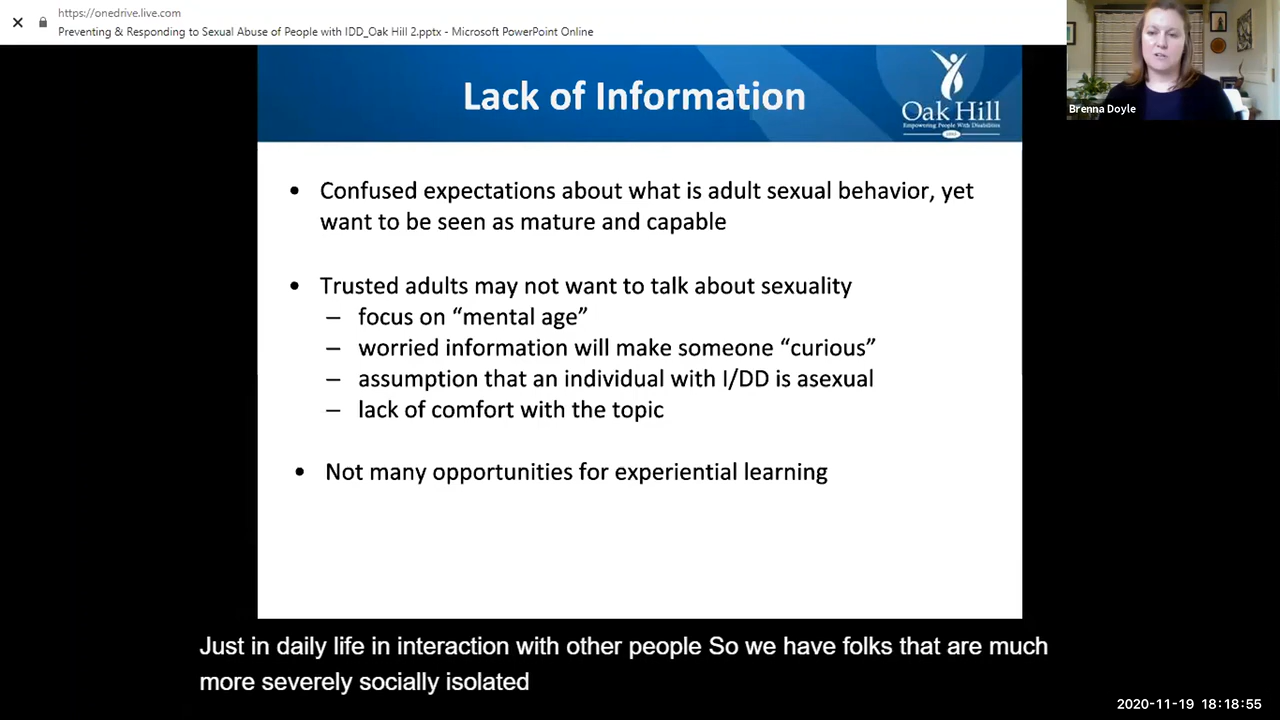 https://onedrive.live.com
Preventing & Responding to Sexual Abuse of People with IDD_Oak Hill 2.pptx - Microsoft PowerPoint Online
Brenna Doyle
Lack of Information
Oak Hill
Empowering People With Disabilities
• Confused expectations about what is adult sexual behavior, yet
want to be seen as mature and capable
• Trusted adults may not want to talk about sexuality
– focus on “mental age”
– worried information will make someone “curious”
– assumption that an individual with I/DD is asexual
– lack of comfort with the topic
• Not many opportunities for experiential learning
Just in daily life in interaction with other people So we have folks that are much
more severely socially isolated
2020-11-19 18:18:55